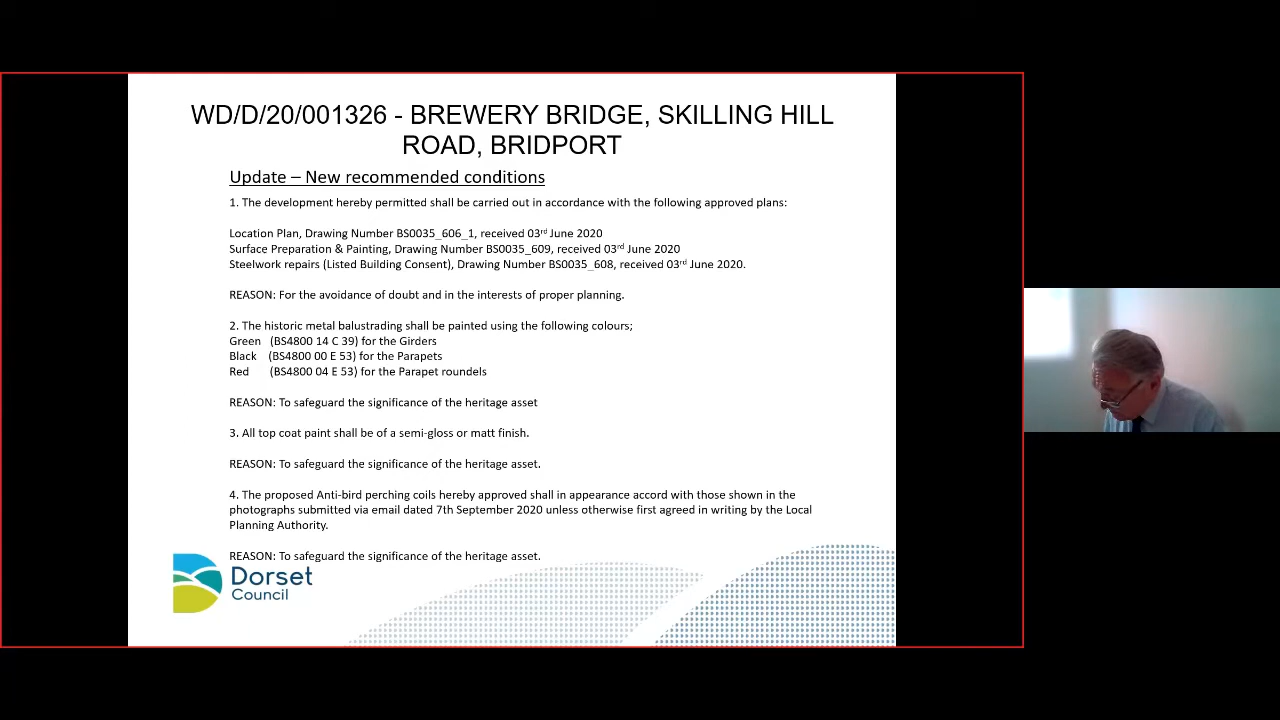 WD/D/20/001326 - BREWERY BRIDGE, SKILLING HILL
ROAD, BRIDPORT
Update – New recommended conditions
1. The development hereby permitted shall be carried out in accordance with the following approved plans:
Location Plan, Drawing Number BS0035_606_1, received 03rd June 2020
Surface Preparation & Painting, Drawing Number BS0035_609, received 03rd June 2020
Steelwork repairs (Listed Building Consent), Drawing Number BS0035_608, received 03rd June 2020.
REASON: For the avoidance of doubt and in the interests of proper planning.
2. The historic metal balustrading shall be painted using the following colours;
Green (BS4800 14 C 39) for the Girders
Black (BS4800 00 E 53) for the Parapets
Red (BS4800 04 E 53) for the Parapet roundels
REASON: To safeguard the significance of the heritage asset
3. All top coat paint shall be of a semi-gloss or matt finish.
REASON: To safeguard the significance of the heritage asset.
4. The proposed Anti-bird perching coils hereby approved shall in appearance accord with those shown in the
photographs submitted via email dated 7th September 2020 unless otherwise first agreed in writing by the Local
Planning Authority.
REASON: To safeguard the significance of the heritage asset.
Dorset
Council